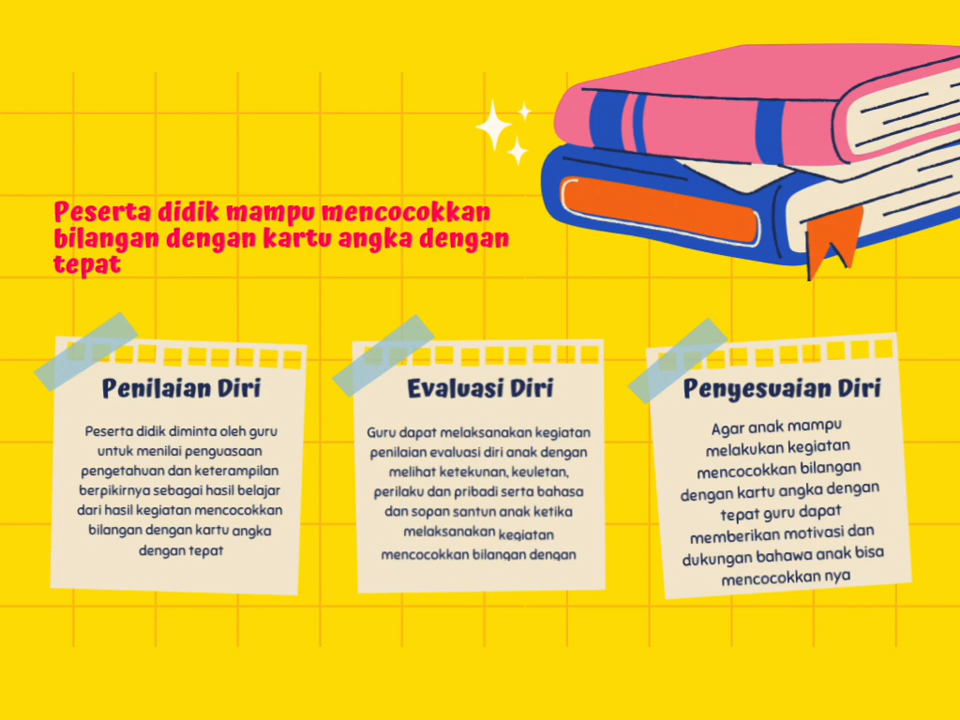 Peserta didik mampu mencocokkan
bilangan dengan kartu angka dengan
tepat
Penilaian Diri
Peserta didik diminta oleh guru
untuk menilai penguasaan
pengetahuan dan keterampilan
berpikirnya sebagai hasil belajar
dari hasil kegiatan mencocokkan
bilangan dengan kartu angka
dengan tepat
Evaluasi Diri
Guru dapat melaksanakan kegiatan
penilaian evaluasi diri anak dengan
melihat ketekunan, keuletan,
perilaku dan pribadi serta bahasa
dan sopan santun anak ketika
melaksanakan kegiatan
mencocokkan bilangan dengan
Penyesuaian Diri
Agar anak mampu
melakukan kegiatan
mencocokkan bilangan
dengan kartu angka dengan
tepat guru dapat
memberikan motivasi dan
dukungan bahawa anak bisa
mencocokkan nya